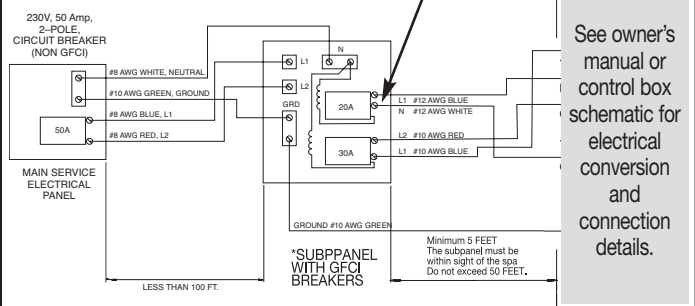 230V, 50 Amp,
2–POLE,
CIRCUIT BREAKER
(NON GFCI)
#8 AWG WHITE, NEUTRAL
#10 AWG GREEN, GROUND
#8 AWG BLUE, L1
50A
#8 AWG RED, L2
MAIN SERVICE
ELECTRICAL
PANEL
N
L1
L2
GRD
20A
30A
L1 #12 AWG BLUE
N #12 AWG WHITE
L2 #10 AWG RED
L1 #10 AWG BLUE
GROUND #10 AWG GREEN
*SUBPPANEL
WITH GFCI
BREAKERS
LESS THAN 100 FT.
Minimum 5 FEET
The subpanel must be
within sight of the spa
Do not exceed 50 FEET.
See owner's
manual or
control box
schematic for
electrical
conversion
and
connection
details.